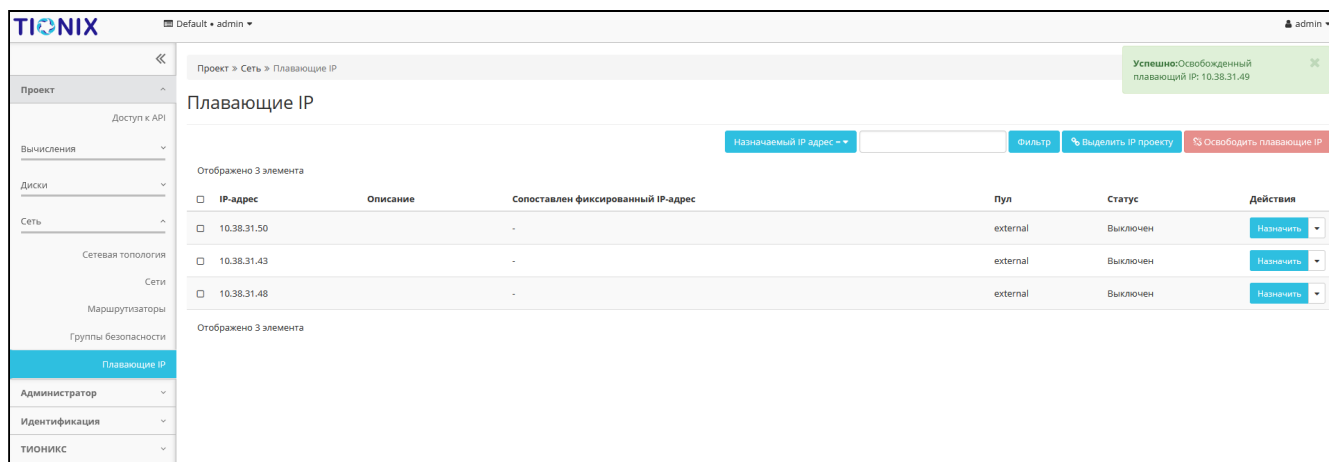 TIONIX
Default • admin
admin
Проект » Сеть » Плавающие IP
Успешно:Освобожденный
плавающий IP: 10.38.31.49
Проект
Доступ к API
Вычисления
Диски
Сеть
Сетевая топология
Сети
Маршрутизаторы
Группы безопасности
Плавающие IP
Администратор
Идентификация
ТИОНИКС
Плавающие IP
Назначаемый IP адрес = Фильтр Выделить IP проекту Освободить плавающие IP
Отображено 3 элемента
IP-адрес Описание Сопоставлен фиксированный IP-адрес Пул Статус Действия
10.38.31.50 - external Выключен Назначить
10.38.31.43 - external Выключен Назначить
10.38.31.48 - external Выключен Назначить
Отображено 3 элемента